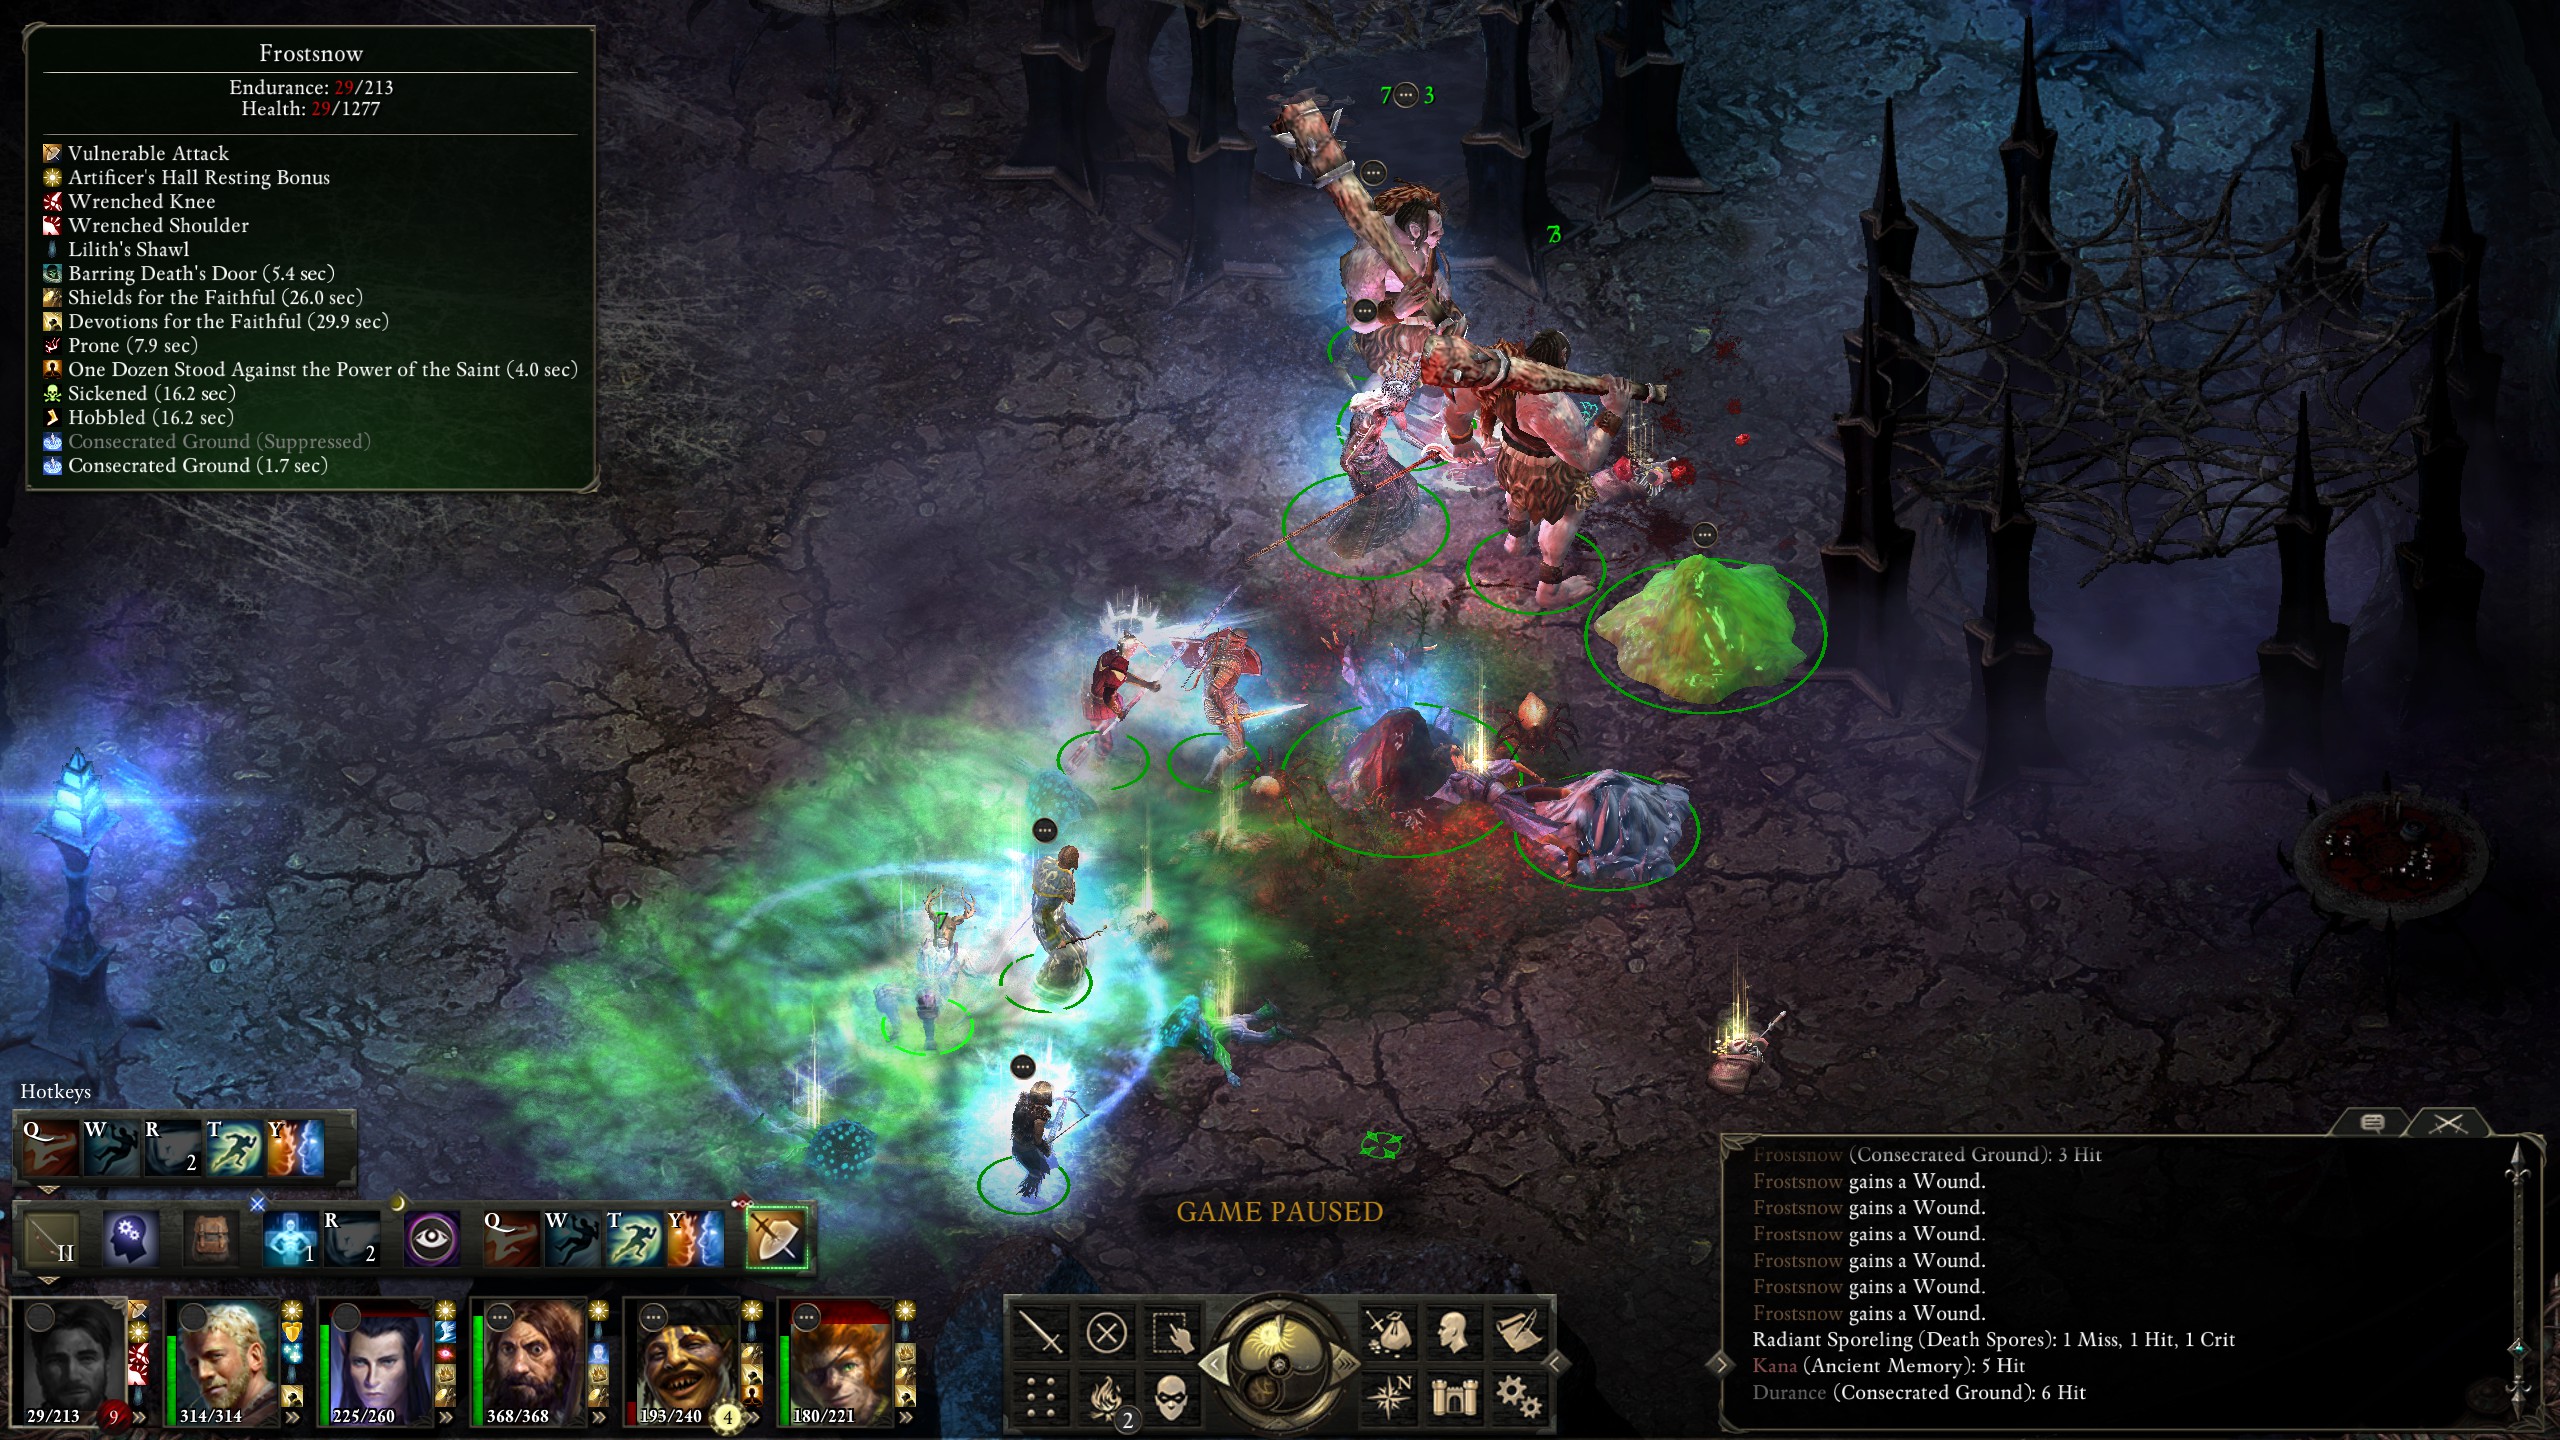 Frostsnow
Endurance: 29/213
Health: 29/1277
Vulnerable Attack
Artificer's Hall Resting Bonus
Wrenched Knee
Wrenched Shoulder
Lilith's Shawl
Barring Death's Door (5.4 sec)
Shields for the Faithful (26.0 sec)
Devotions for the Faithful (29.9 sec)
Prone (7.9 sec)
One Dozen Stood Against the Power of the Saint (4.0 sec)
Sickened (16.2 sec)
Hobbled (16.2 sec)
Consecrated Ground (Suppressed)
Consecrated Ground (1.7 sec)
7 3
7
Hotkeys
Q W R 2 T Y
II 1 R 2 Q W T Y
GAME PAUSED
29/213 9 314/314 225/260 368/368 193/240 4 180/221
N
2
Frostsnow (Consecrated Ground): 3 Hit
Frostsnow gains a Wound.
Frostsnow gains a Wound.
Frostsnow gains a Wound.
Frostsnow gains a Wound.
Frostsnow gains a Wound.
Frostsnow gains a Wound.
Radiant Sporeling (Death Spores): 1 Miss, 1 Hit, 1 Crit
Kana (Ancient Memory): 5 Hit
Durance (Consecrated Ground): 6 Hit